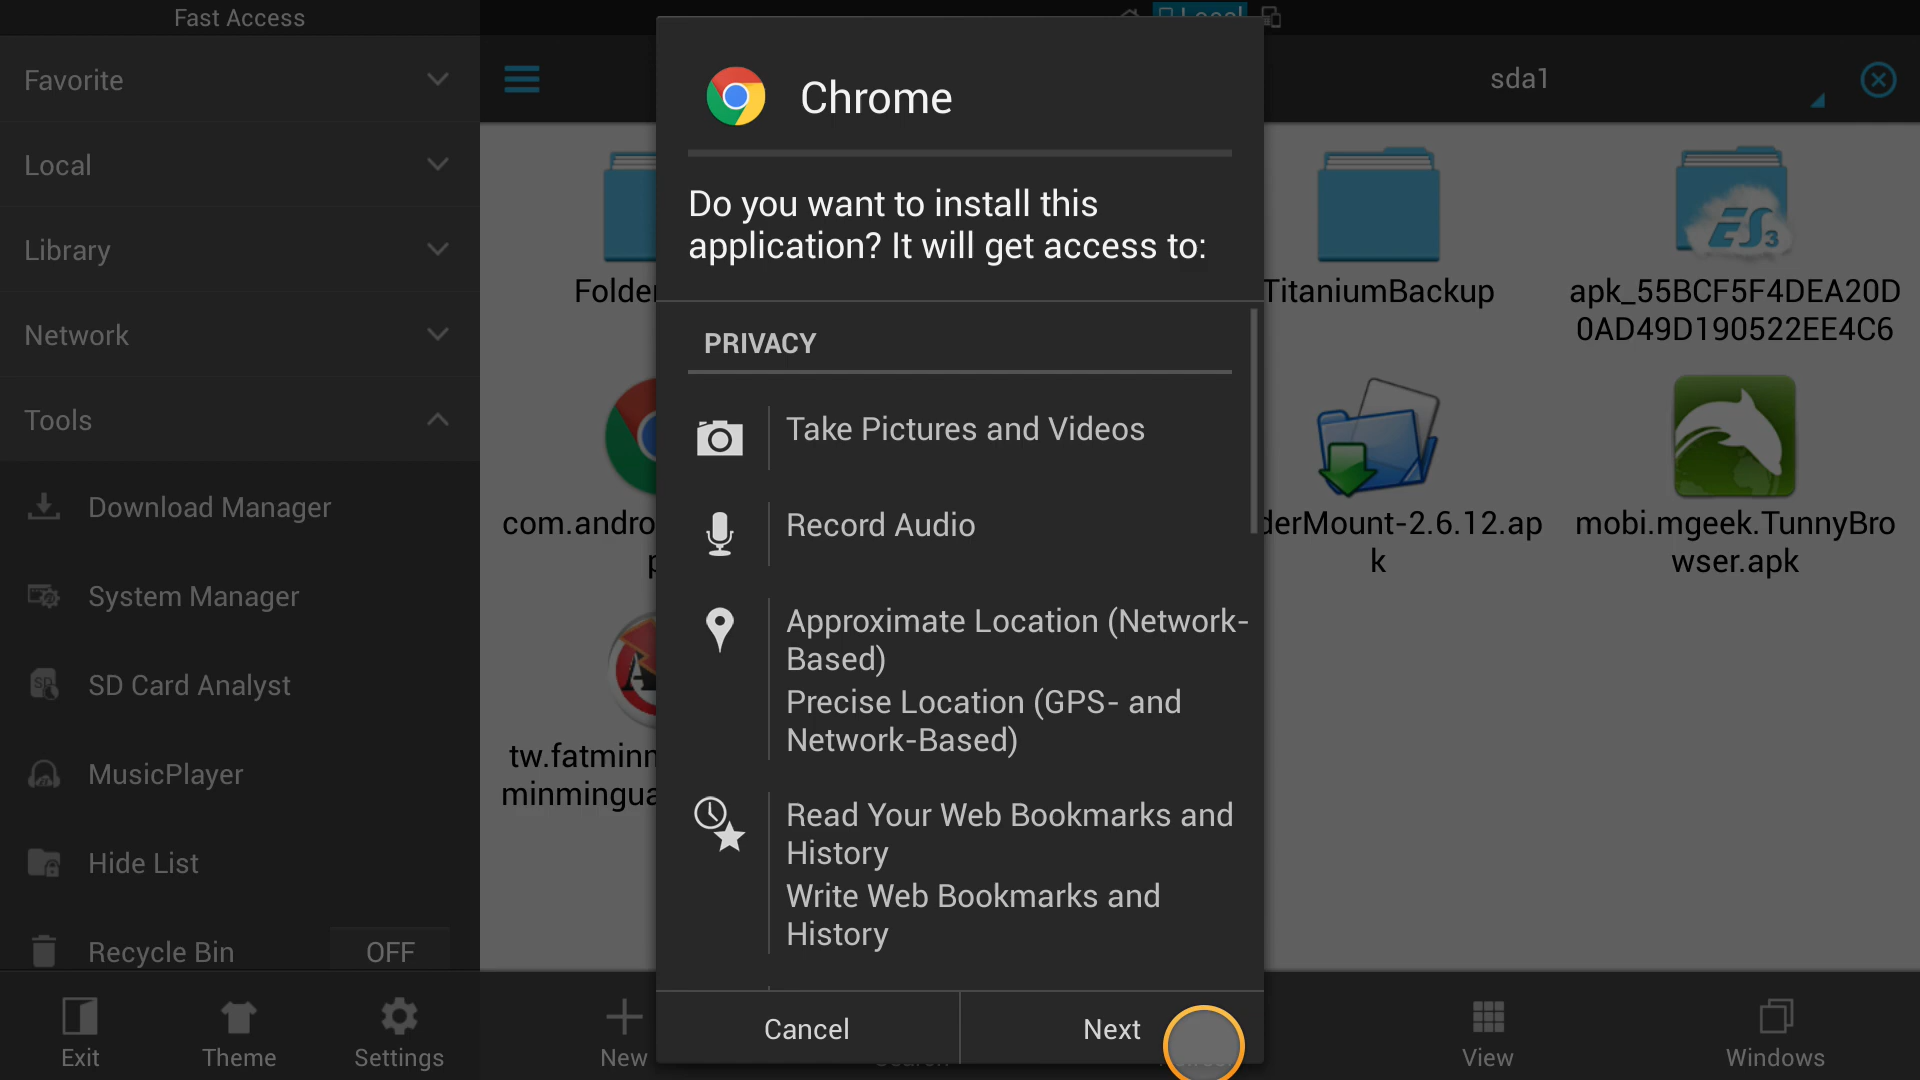 Fast Access
Local
Favorite
Local
Library
Network
Tools
Download Manager
System Manager
SD Card Analyst
MusicPlayer
Hide List
Recycle Bin
OFF
Exit
Theme
Settings
sda1
Folder
TitaniumBackup
apk_55BCF5F4DEA20D
0AD49D190522EE4C6
com.andro
p
derMount-2.6.12.ap
k
mobi.mgeek.TunnyBro
wser.apk
tw.fatminm
minmingua
Chrome
Do you want to install this
application? It will get access to:
PRIVACY
Take Pictures and Videos
Record Audio
Approximate Location (Network-
Based)
Precise Location (GPS- and
Network-Based)
Read Your Web Bookmarks and
History
Write Web Bookmarks and
History
Cancel
Next
New
View
Windows